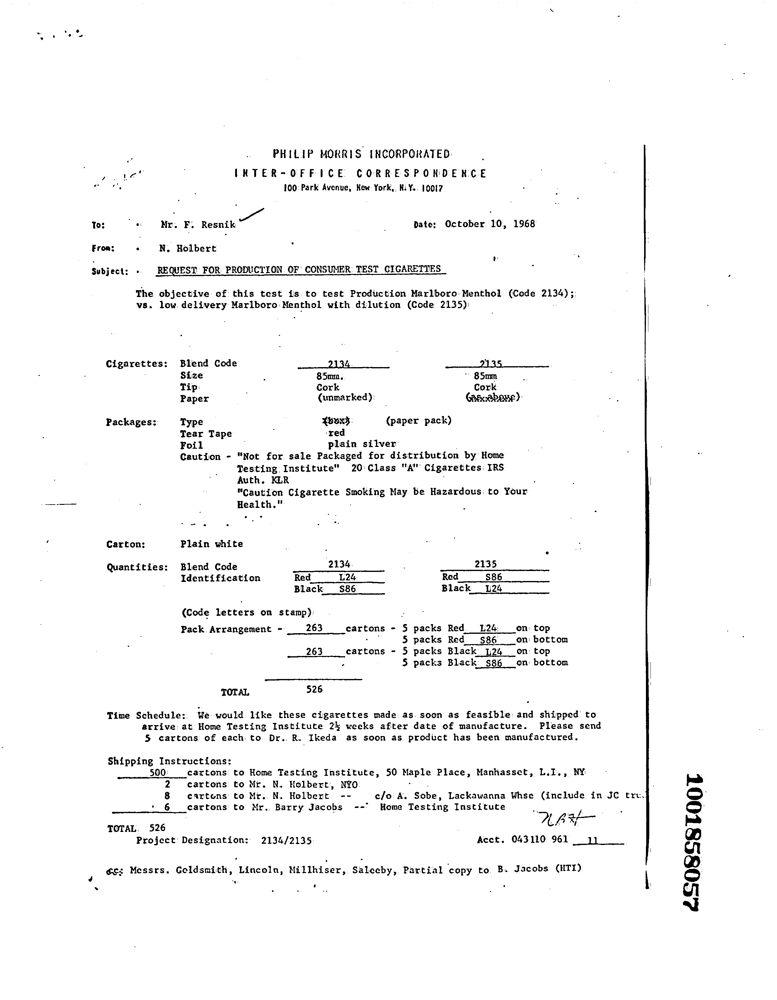 PHILIP MORRIS INCORPORATED
INTER-OFFICE CORRESPONDENCE
100 Park Avenue, New York, N.Y. 10017
To: Mr. F. Resnik Date: October 10, 1968
From: N. Holbert
Subject: REQUEST FOR PRODUCTION OF CONSUMER TEST CIGARETTES
The objective of this test is to test Production Marlboro Menthol (Code 2134);
vs. low delivery Marlboro Menthol with dilution (Code 2135)
Cigarettes: Blend Code 2134 2135
Size 85mm. 85mm
Tip Cork Cork
Paper (unmarked)
Packages: Type (box) (paper pack)
Tear Tape red
Foil plain silver
Caution - "Not for sale Packaged for distribution by Home
Testing Institute" 20 Class "A" Cigarettes IRS
Auth. KLR
"Caution Cigarette Smoking May be Hazardous to Your
Health."
Carton: Plain white
Quantities: Blend Code 2134 2135
Identification Red L24 Red S86
Black S86 Black L24
(Code letters on stamp)
Pack Arrangement - 263 cartons - 5 packs Red L24 on top
5 packs Red S86 on bottom
263 cartons - 5 packs Black L24 on top
5 packs Black S86 on bottom
TOTAL 526
Time Schedule: We would like these cigarettes made as soon as feasible and shipped to
arrive at Home Testing Institute 2½ weeks after date of manufacture. Please send
5 cartons of each to Dr. R. Ikeda as soon as product has been manufactured.
Shipping Instructions:
500 cartons to Home Testing Institute, 50 Maple Place, Manhasset, L.I., NY
2 cartons to Mr. N. Holbert, NYO
8 cartons to Mr. N. Holbert -- c/o A. Sobe, Lackawanna Whse (include in JC tru.
6 cartons to Mr. Barry Jacobs -- Home Testing Institute
TOTAL 526
Project Designation: 2134/2135 Acct. 043110 961 11
cc: Messrs. Goldsmith, Lincoln, Millhiser, Saleeby, Partial copy to B. Jacobs (HTI)
1001858057